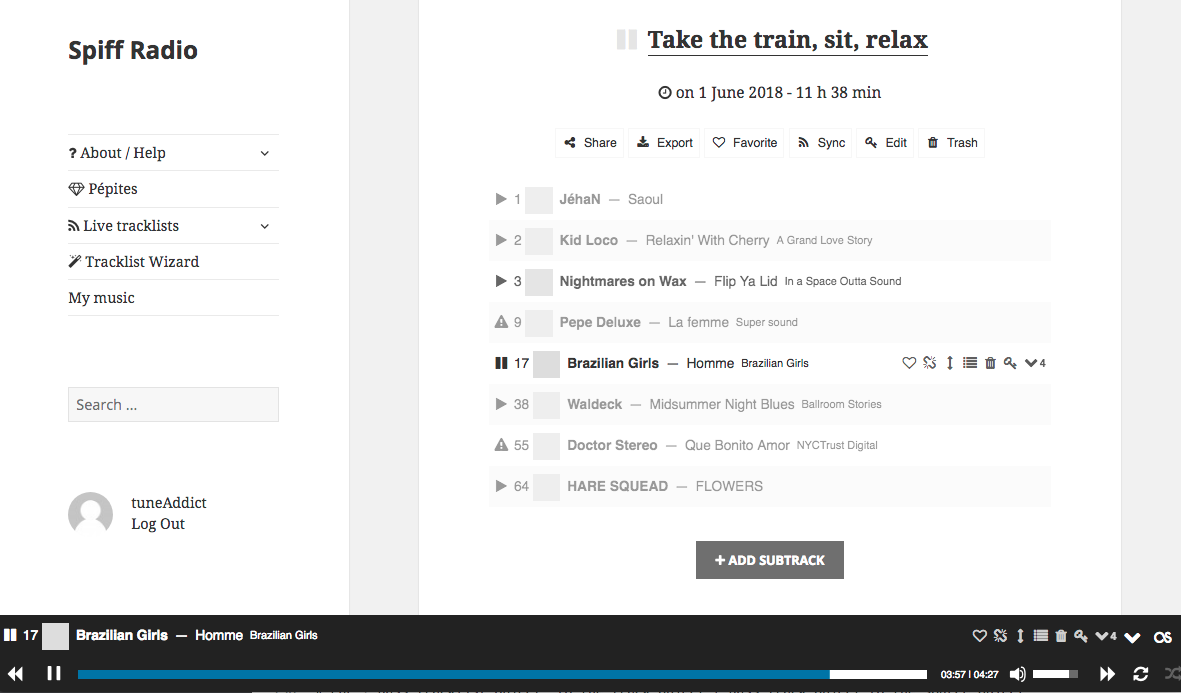 Spiff Radio
? About / Help
Pépites
Live tracklists
Tracklist Wizard
My music
Search ...
tuneAddict
Log Out
Take the train, sit, relax
on 1 June 2018 - 11 h 38 min
Share Export Favorite Sync Edit Trash
1 JéhaN — Saoul
2 Kid Loco — Relaxin' With Cherry A Grand Love Story
3 Nightmares on Wax — Flip Ya Lid In a Space Outta Sound
9 Pepe Deluxe — La femme Super sound
17 Brazilian Girls — Homme Brazilian Girls 4
38 Waldeck — Midsummer Night Blues Ballroom Stories
55 Doctor Stereo — Que Bonito Amor NYCTrust Digital
64 HARE SQUEAD — FLOWERS
+ ADD SUBTRACK
17 Brazilian Girls — Homme Brazilian Girls 4
03:57 | 04:27